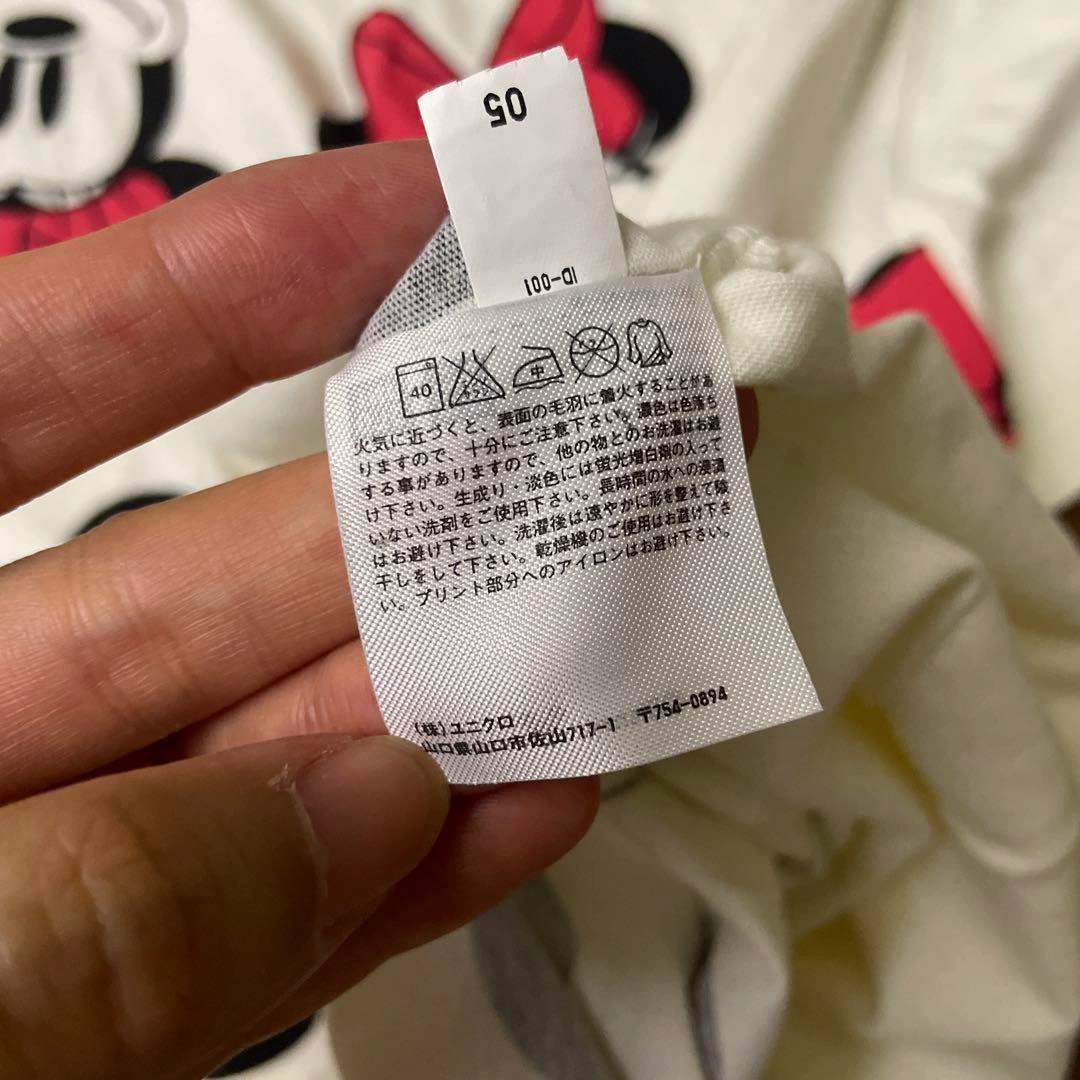 05
ID-001
40 エンソ 中
火気に近づくと、表面の毛羽に着火することがあ
りますので、十分にご注意下さい。濃色は色落ち
する事がありますので、他の物とのお洗濯はお避
け下さい。生成り・淡色には蛍光増白剤の入って
いない洗剤をご使用下さい。長時間の水への浸漬
はお避け下さい。洗濯後は速やかに形を整えて陰
干しをして下さい。乾燥機のご使用はお避け下さ
い。プリント部分へのアイロンはお避け下さい。
(株)ユニクロ
山口県山口市佐山717-1 〒754-0894